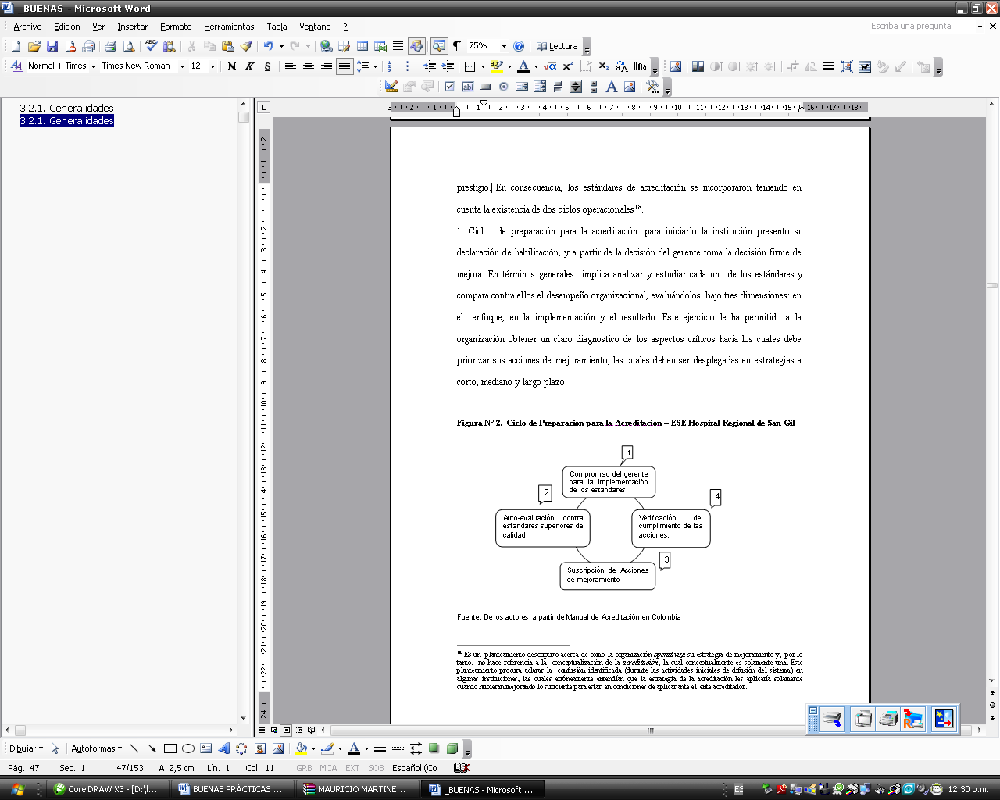 _BUENAS - Microsoft Word
Archivo Edición Ver Insertar Formato Herramientas Tabla Ventana ?
Escriba una pregunta
75%
Lectura
Normal + Times
Times New Roman
12
N K S
3.2.1. Generalidades
3.2.1. Generalidades
prestigio. En consecuencia, los estándares de acreditación se incorporaron teniendo en
cuenta la existencia de dos ciclos operacionales18.
1. Ciclo de preparación para la acreditación: para iniciarlo la institución presento su
declaración de habilitación, y a partir de la decisión del gerente toma la decisión firme de
mejora. En términos generales implica analizar y estudiar cada uno de los estándares y
compara contra ellos el desempeño organizacional, evaluándolos bajo tres dimensiones: en
el enfoque, en la implementación y el resultado. Este ejercicio le ha permitido a la
organización obtener un claro diagnostico de los aspectos críticos hacia los cuales debe
priorizar sus acciones de mejoramiento, las cuales deben ser desplegadas en estrategias a
corto, mediano y largo plazo.
Figura N° 2. Ciclo de Preparación para la Acreditación – ESE Hospital Regional de San Gil
1
Compromiso del gerente
para la implementación
de los estándares.
2
4
Auto-evaluación contra
estándares superiores de
calidad
Verificación del
cumplimiento de las
acciones.
3
Suscripción de Acciones
de mejoramiento
Fuente: De los autores, a partir de Manual de Acreditación en Colombia
18 Es un planteamiento descriptivo acerca de cómo la organización operativiza su estrategia de mejoramiento y, por lo
tanto, no hace referencia a la conceptualización de la acreditación, la cual conceptualmente es solamente una. Este
planteamiento procura aclarar la confusión identificada (durante las actividades iniciales de difusión del sistema) en
algunas instituciones, las cuales erróneamente entendían que la estrategia de la acreditación les aplicaría solamente
cuando hubieran mejorando lo suficiente para estar en condiciones de aplicar ante el ente acreditador.
Dibujar
Autoformas
Pág. 47 Sec. 1 47/153 A 2,5 cm Lín. 1 Col. 11 GRB MCA EXT SOB Español (Co
CorelDRAW X3 - [D:\I...
BUENAS PRÁCTICAS ...
MAURICIO MARTINE...
_BUENAS - Microsoft ...
ES
12:30 p.m.